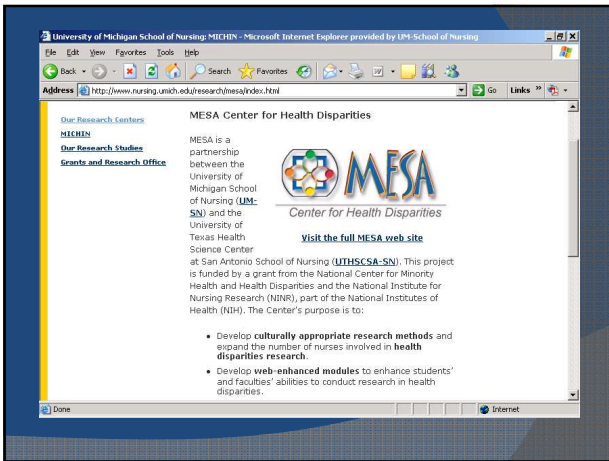 University of Michigan School of Nursing: MICHIN - Microsoft Internet Explorer provided by UM-School of Nursing
File Edit View Favorites Tools Help
Back Search Favorites
Address http://www.nursing.umich.edu/research/mesa/index.html Go Links »
Our Research Centers
MICHIN
Our Research Studies
Grants and Research Office
MESA Center for Health Disparities
MESA is a
partnership
between the
University of
Michigan School
of Nursing (UM-
SN) and the
University of
Texas Health
Science Center
MESA
Center for Health Disparities
Visit the full MESA web site
at San Antonio School of Nursing (UTHSCSA-SN). This project
is funded by a grant from the National Center for Minority
Health and Health Disparities and the National Institute for
Nursing Research (NINR), part of the National Institutes of
Health (NIH). The Center's purpose is to:
• Develop culturally appropriate research methods and
expand the number of nurses involved in health
disparities research.
• Develop web-enhanced modules to enhance students'
and faculties' abilities to conduct research in health
disparities.
Done Internet